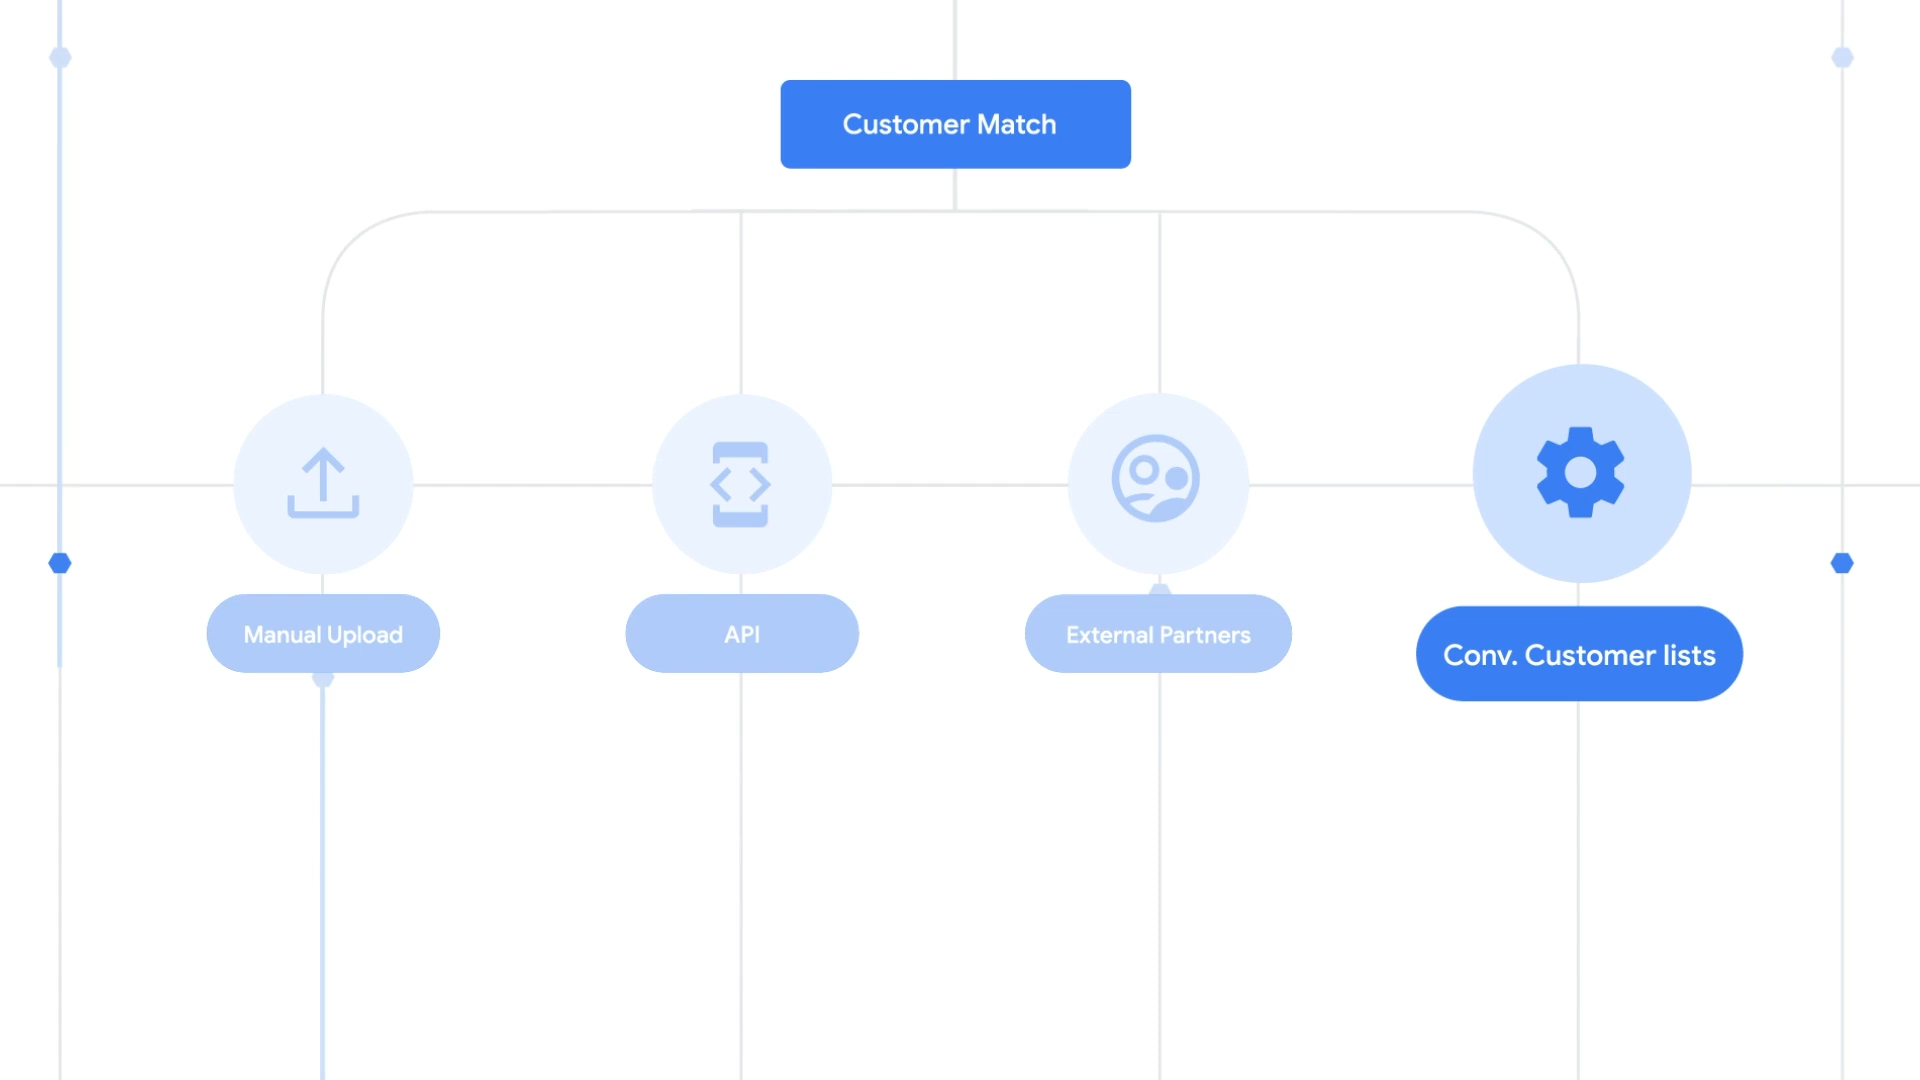 Customer Match
Manual Upload
API
External Partners
Conv. Customer lists